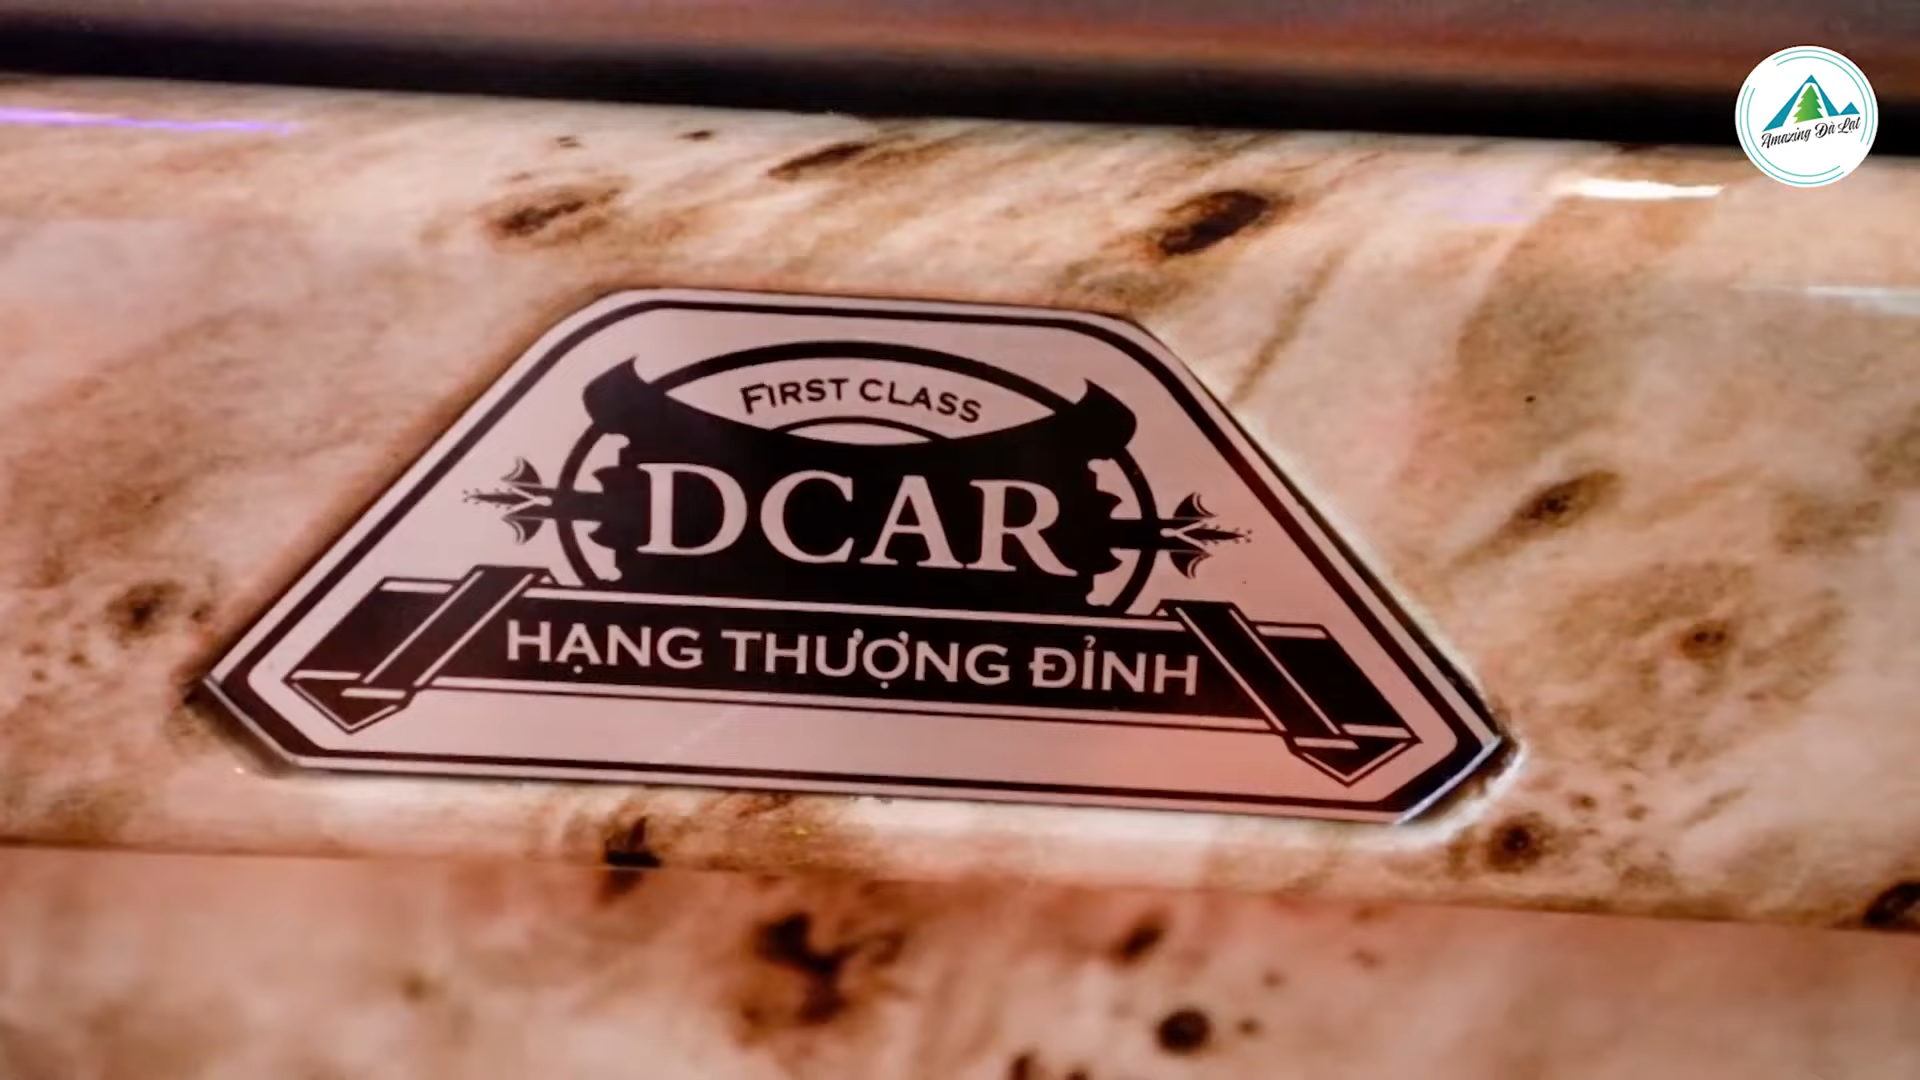 Amazing Đà Lạt
FIRST CLASS
DCAR
HẠNG THƯỢNG ĐỈNH